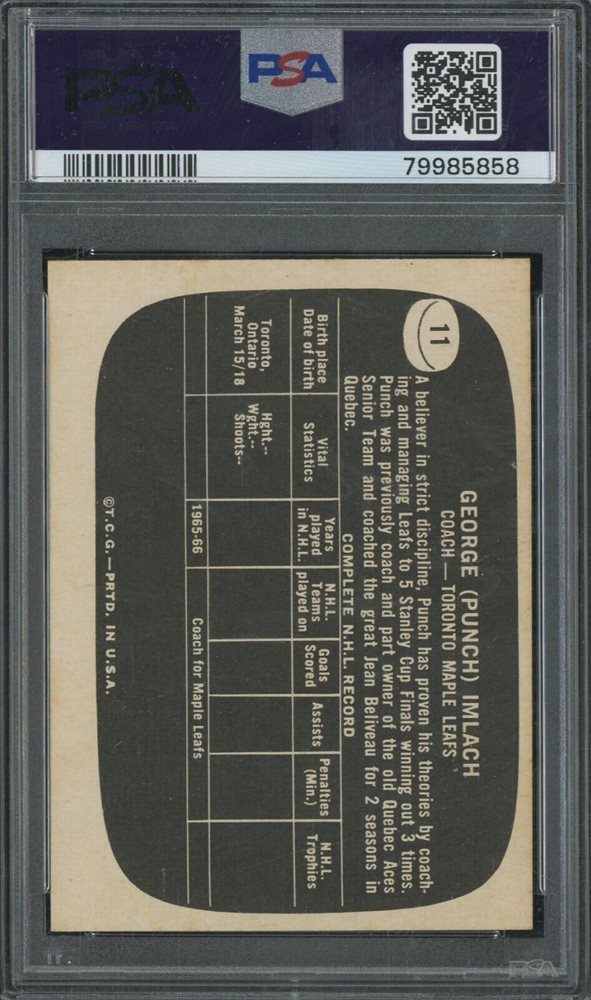 PSA
PSA
79985858
11
GEORGE (PUNCH) IMLACH
COACH — TORONTO MAPLE LEAFS
A believer in strict discipline, Punch has proven his theories by coach-
ing and managing Leafs to 5 Stanley Cup Finals winning out 3 times.
Punch was previously coach and part owner of the old Quebec Aces
Senior Team and coached the great Jean Beliveau for 2 seasons in
Quebec.
COMPLETE N.H.L. RECORD
Birth place
Date of birth
Vital
Statistics
Years
played
in N.H.L.
N.H.L.
Teams
played on
Goals
Scored
Assists
Penalties
(Min.)
N.H.L.
Trophies
Toronto,
Ontario
March 15/18
Hght.--
Wght.--
Shoots--
1965-66
Coach for Maple Leafs
©T.C.G.—PRTD. IN U.S.A.
PSA